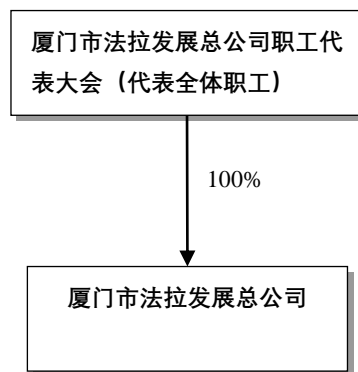 厦门市法拉发展总公司职工代
表大会（代表全体职工）
100%
厦门市法拉发展总公司